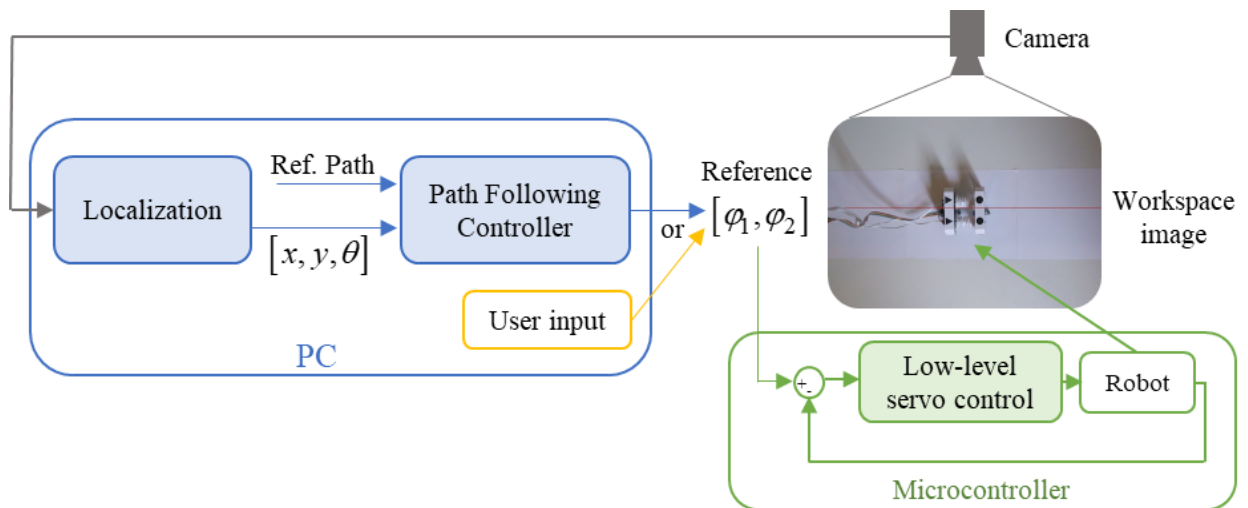 Camera
Localization
Ref. Path
[x, y, θ]
Path Following
Controller
or
User input
PC
Reference
[φ₁, φ₂]
Workspace
image
+
-
Low-level
servo control
Robot
Microcontroller